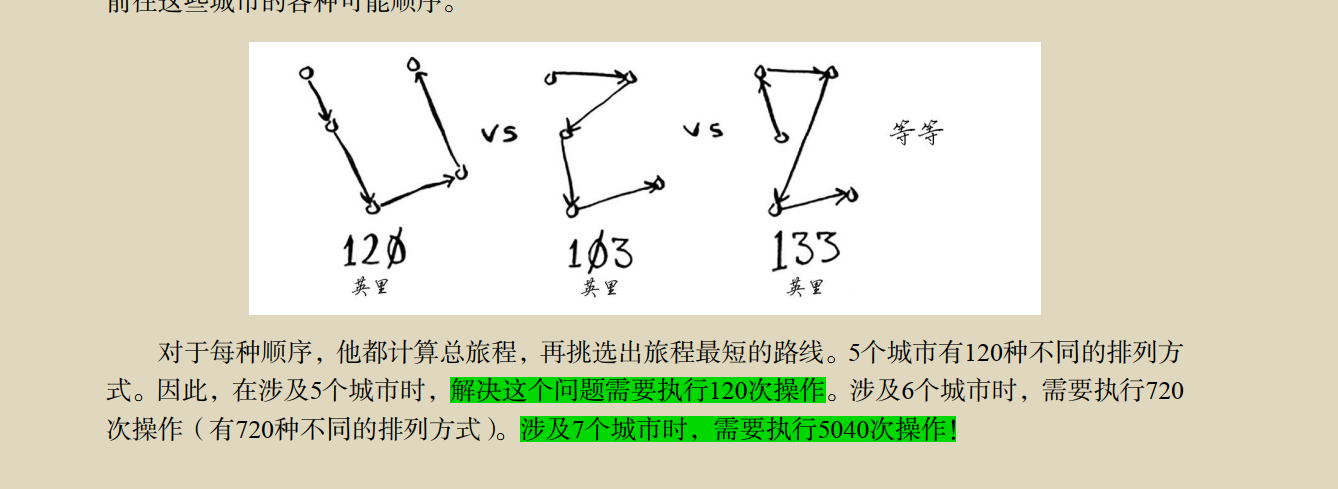 前往这些城市的各种可能顺序。
vs vs 等等
120 103 133
英里 英里 英里
对于每种顺序，他都计算总旅程，再挑选出旅程最短的路线。5个城市有120种不同的排列方
式。因此，在涉及5个城市时，解决这个问题需要执行120次操作。涉及6个城市时，需要执行720
次操作（有720种不同的排列方式）。涉及7个城市时，需要执行5040次操作！